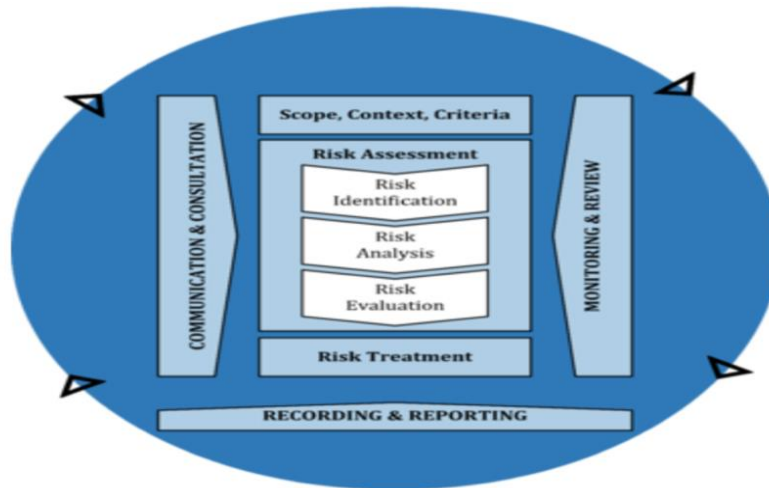 Scope, Context, Criteria
Risk Assessment
Risk
Identification
Risk
Analysis
Risk
Evaluation
Risk Treatment
COMMUNICATION & CONSULTATION
MONITORING & REVIEW
RECORDING & REPORTING